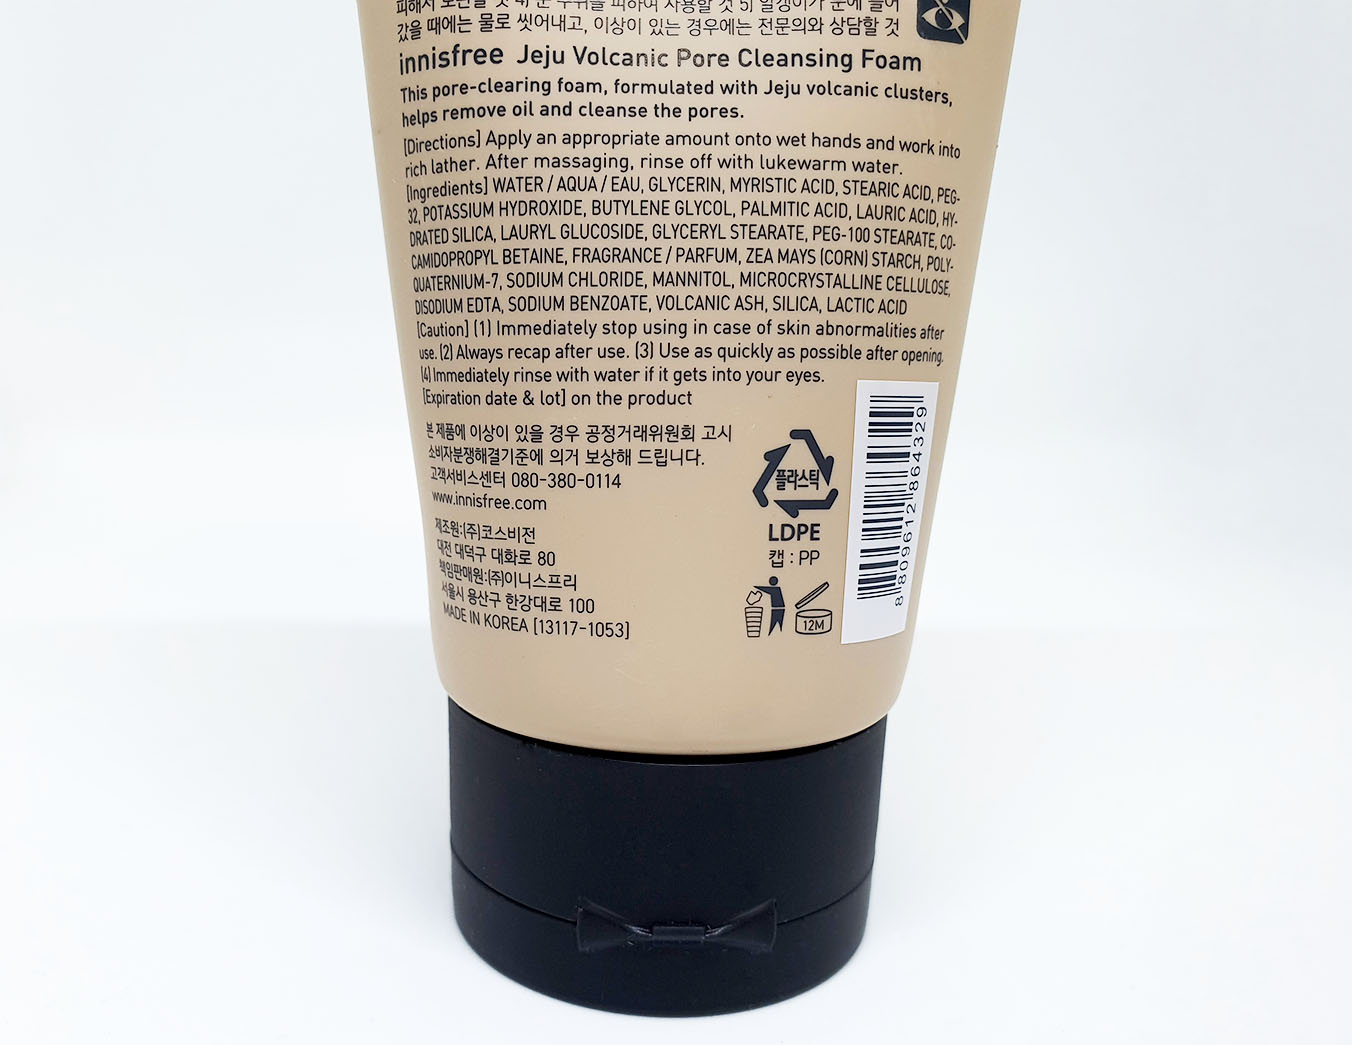 갔을 때에는 물로 씻어내고, 이상이 있는 경우에는 전문의와 상담할 것
innisfree Jeju Volcanic Pore Cleansing Foam
This pore-clearing foam, formulated with Jeju volcanic clusters,
helps remove oil and cleanse the pores.
[Directions] Apply an appropriate amount onto wet hands and work into
rich lather. After massaging, rinse off with lukewarm water.
[Ingredients] WATER / AQUA / EAU, GLYCERIN, MYRISTIC ACID, STEARIC ACID, PEG-
32, POTASSIUM HYDROXIDE, BUTYLENE GLYCOL, PALMITIC ACID, LAURIC ACID, HY-
DRATED SILICA, LAURYL GLUCOSIDE, GLYCERYL STEARATE, PEG-100 STEARATE, CO-
CAMIDOPROPYL BETAINE, FRAGRANCE / PARFUM, ZEA MAYS (CORN) STARCH, POLY-
QUATERNIUM-7, SODIUM CHLORIDE, MANNITOL, MICROCRYSTALLINE CELLULOSE,
DISODIUM EDTA, SODIUM BENZOATE, VOLCANIC ASH, SILICA, LACTIC ACID
[Caution] (1) Immediately stop using in case of skin abnormalities after
use. (2) Always recap after use. (3) Use as quickly as possible after opening.
(4) Immediately rinse with water if it gets into your eyes.
[Expiration date & lot] on the product
본 제품에 이상이 있을 경우 공정거래위원회 고시
소비자분쟁해결기준에 의거 보상해 드립니다.
고객서비스센터 080-380-0114
www.innisfree.com
제조원:(주)코스비전
대전 대덕구 대화로 80
책임판매원:(주)이니스프리
서울시 용산구 한강대로 100
MADE IN KOREA [13117-1053]
플라스틱
LDPE
캡 : PP
12M
8 809612 864329